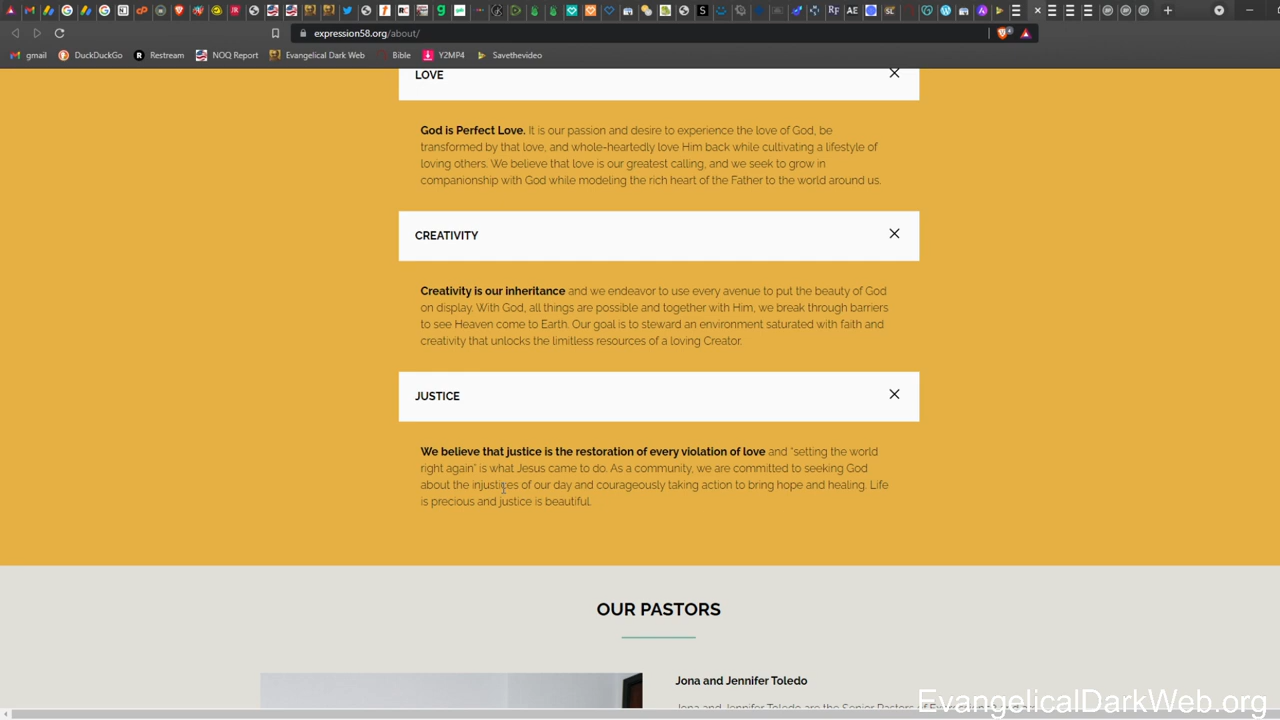 expression58.org/about/
gmail DuckDuckGo Restream NOQ Report Evangelical Dark Web Bible Y2MP4 Savethevideo
LOVE
God is Perfect Love. It is our passion and desire to experience the love of God, be
transformed by that love, and whole-heartedly love Him back while cultivating a lifestyle of
loving others. We believe that love is our greatest calling, and we seek to grow in
companionship with God while modeling the rich heart of the Father to the world around us.
CREATIVITY
Creativity is our inheritance and we endeavor to use every avenue to put the beauty of God
on display. With God, all things are possible and together with Him, we break through barriers
to see Heaven come to Earth. Our goal is to steward an environment saturated with faith and
creativity that unlocks the limitless resources of a loving Creator.
JUSTICE
We believe that justice is the restoration of every violation of love and “setting the world
right again” is what Jesus came to do. As a community, we are committed to seeking God
about the injustices of our day and courageously taking action to bring hope and healing. Life
is precious and justice is beautiful.
OUR PASTORS
Jona and Jennifer Toledo
Jona and Jennifer Toledo are the Senior Pastors of
EvangelicalDarkWeb.org